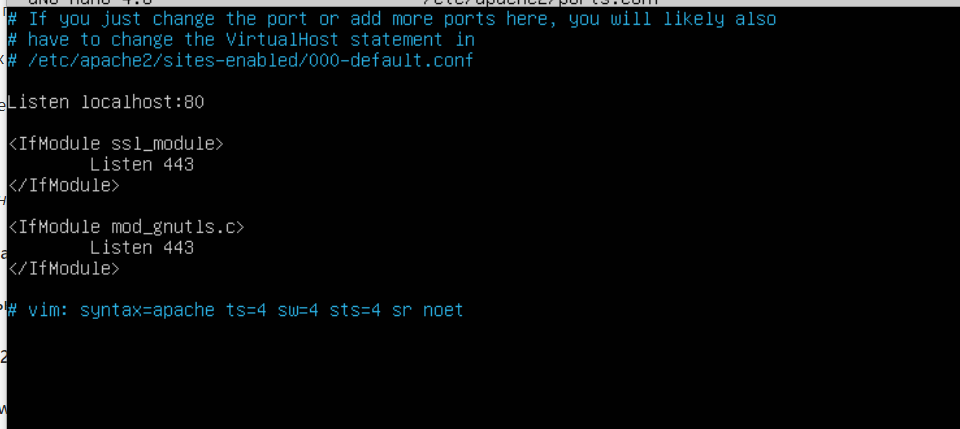 /etc/apache2/ports.conf
# If you just change the port or add more ports here, you will likely also
# have to change the VirtualHost statement in
# /etc/apache2/sites-enabled/000-default.conf
Listen localhost:80
<IfModule ssl_module>
Listen 443
</IfModule>
<IfModule mod_gnutls.c>
Listen 443
</IfModule>
# vim: syntax=apache ts=4 sw=4 sts=4 sr noet